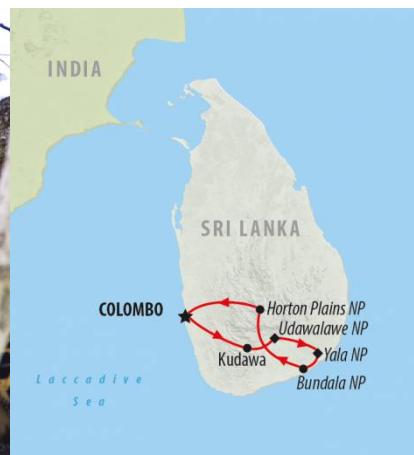 INDIA
SRI LANKA
COLOMBO
Horton Plains NP
Udawalawe NP
Kudawa
Yala NP
Bundala NP
Laccadive
Sea